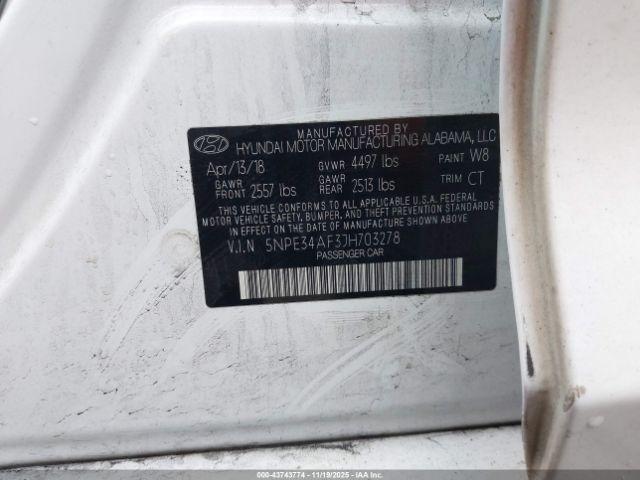 MANUFACTURED BY
HYUNDAI MOTOR MANUFACTURING ALABAMA, LLC
Apr/13/18 GVWR 4497 lbs PAINT W8
GAWR FRONT 2557 lbs GAWR REAR 2513 lbs TRIM CT
THIS VEHICLE CONFORMS TO ALL APPLICABLE U.S.A. FEDERAL
MOTOR VEHICLE SAFETY, BUMPER, AND THEFT PREVENTION STANDARDS
IN EFFECT ON THE DATE OF MANUFACTURE SHOWN ABOVE.
V.I.N 5NPE34AF3JH703278
PASSENGER CAR
000-43743774 - 11/19/2025 - IAAI.COM